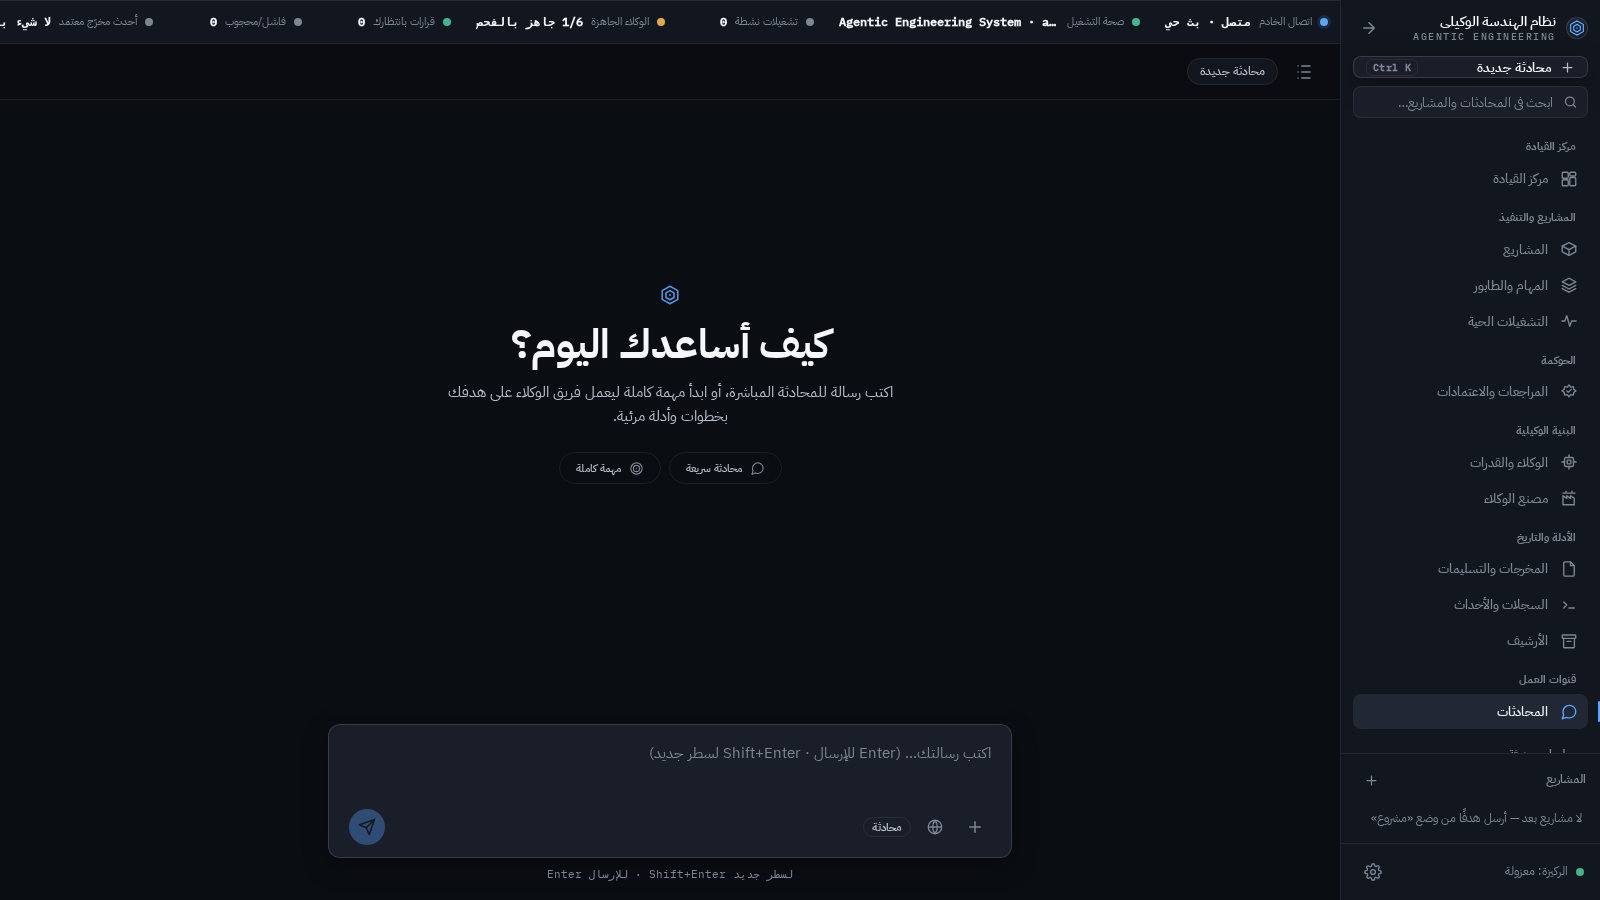 نظام الهندسة الوكيلي
AGENTIC ENGINEERING
محادثة جديدة
Ctrl K
ابحث في المحادثات والمشاريع...
مركز القيادة
مركز القيادة
المشاريع والتنفيذ
المشاريع
المهام والطابور
التشغيلات الحية
الحوكمة
المراجعات والاعتمادات
البنية الوكيلية
الوكلاء والقدرات
مصنع الوكلاء
الأدلة والتاريخ
المخرجات والتسليمات
السجلات والأحداث
الأرشيف
قنوات العمل
المحادثات
المشاريع
لا مشاريع بعد — أرسل هدفًا من وضع «مشروع»
الركيزة: معزولة
اتصال الخادم متصل · بث حي
صحة التشغيل Agentic Engineering System · a…
تشغيلات نشطة 0
الوكلاء الجاهزة 1/6 جاهز بالفحص
قرارات بانتظارك 0
فاشل/محجوب 0
أحدث مخرَج معتمد لا شيء
محادثة جديدة
كيف أساعدك اليوم؟
اكتب رسالة للمحادثة المباشرة، أو ابدأ مهمة كاملة ليعمل فريق الوكلاء على هدفك
بخطوات وأدلة مرئية.
محادثة سريعة
مهمة كاملة
اكتب رسالتك... (Enter للإرسال · Shift+Enter لسطر جديد)
محادثة
Enter للإرسال · Shift+Enter لسطر جديد